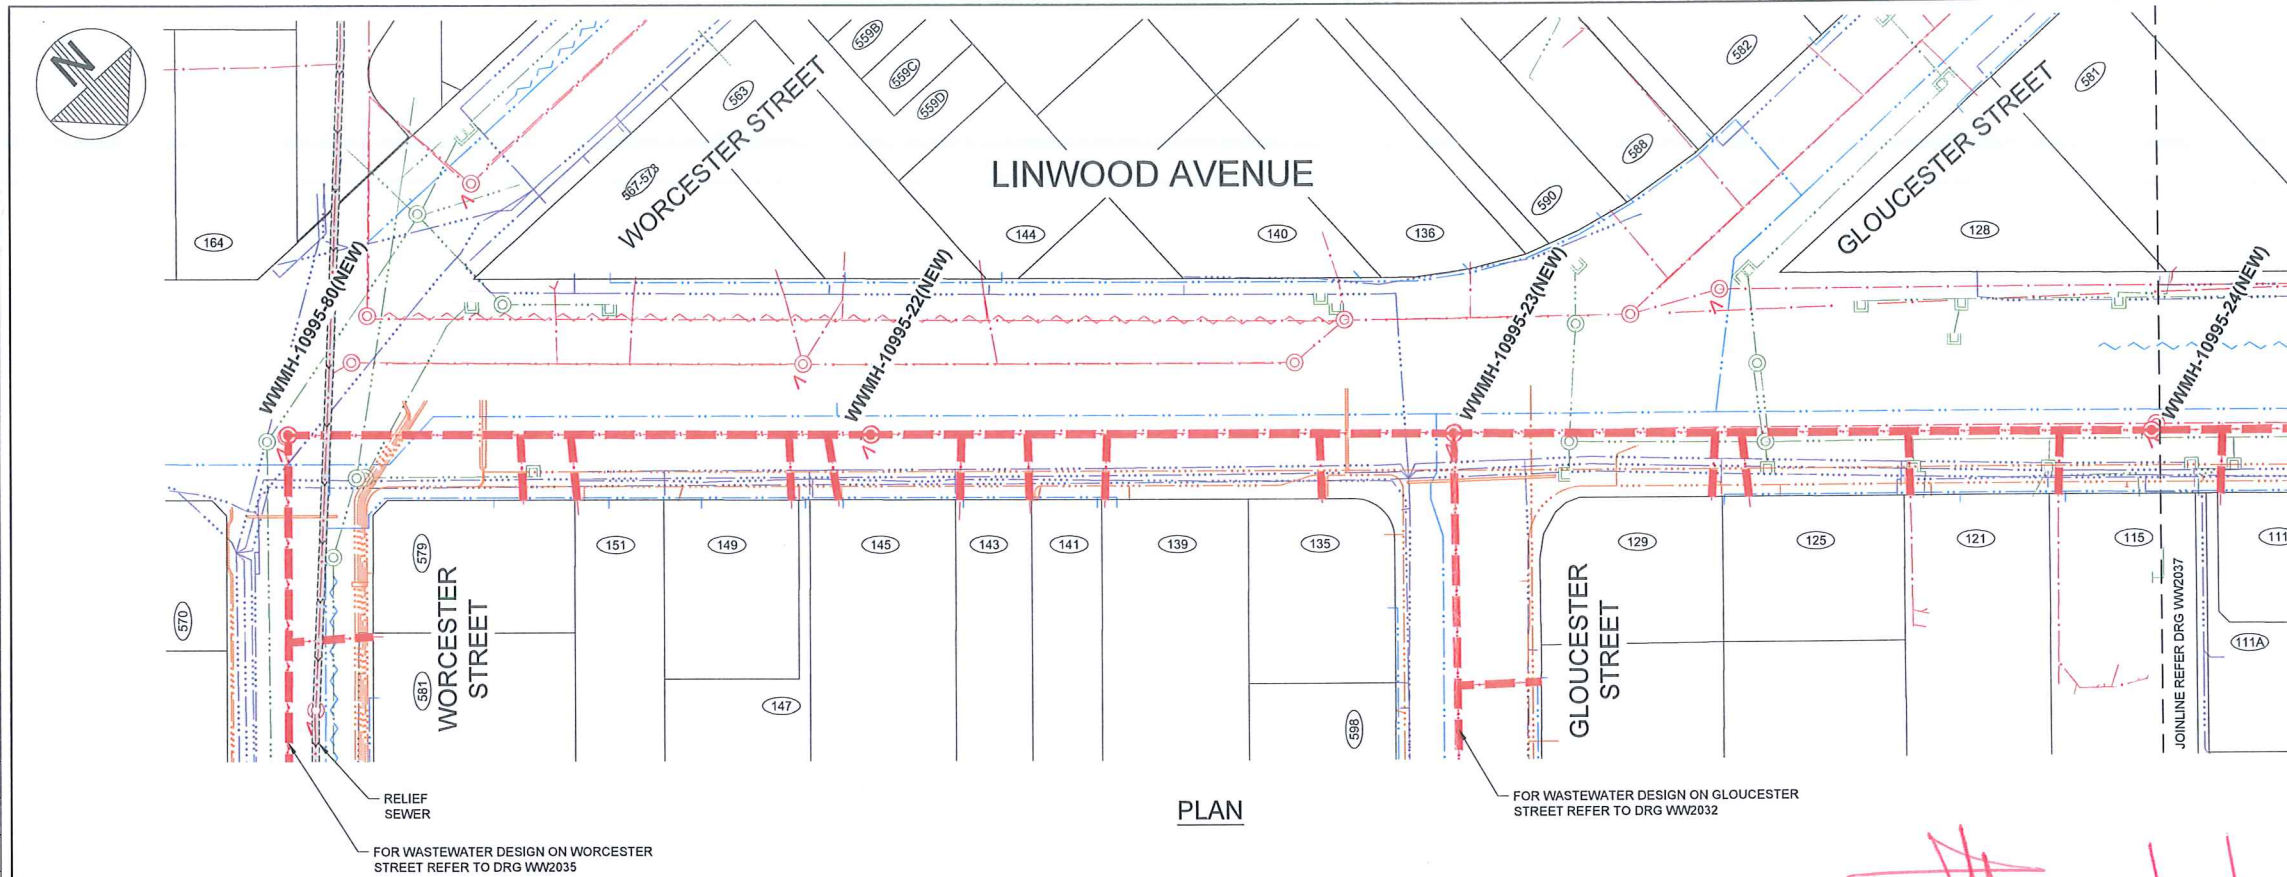 N
559B
559C
559D
563
567-573
WORCESTER STREET
LINWOOD AVENUE
582
581
588
590
GLOUCESTER STREET
164
144
140
136
128
WWMH-10995-80(NEW)
WWMH-10995-22(NEW)
WWMH-10995-23(NEW)
WWMH-10995-24(NEW)
579
151
149
145
143
141
139
135
129
125
121
115
111
570
WORCESTER
STREET
581
147
598
GLOUCESTER
STREET
JOINLINE REFER DRG WW2037
111A
RELIEF
SEWER
FOR WASTEWATER DESIGN ON WORCESTER
STREET REFER TO DRG WW2035
PLAN
FOR WASTEWATER DESIGN ON GLOUCESTER
STREET REFER TO DRG WW2032